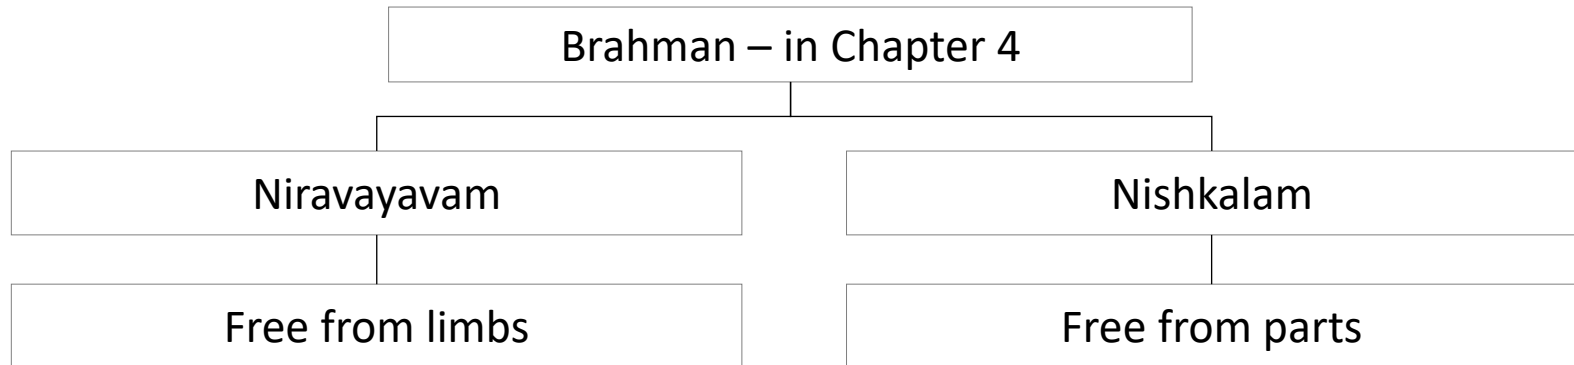 Brahman – in Chapter 4
Niravayavam
Nishkalam
Free from limbs
Free from parts